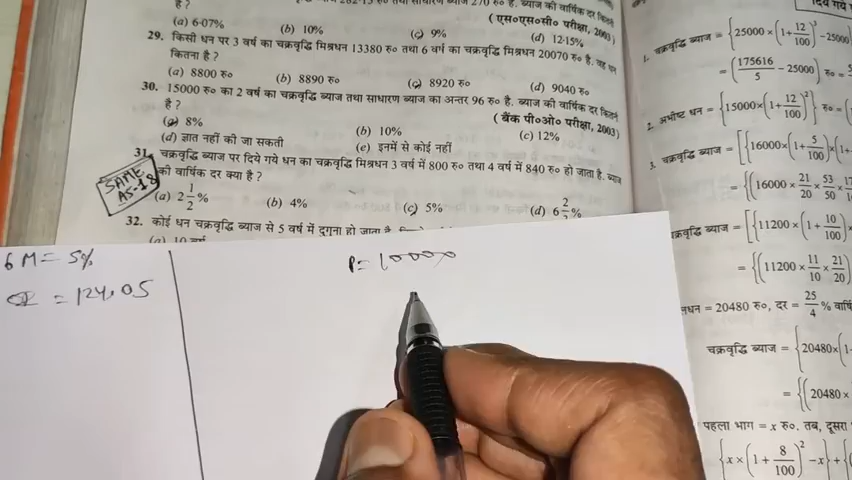 है?
(a) 6·07%
(b) 10%
(c) 9%
(d) 12·15%
(एस०एस०सी० परीक्षा, 2003)
29. किसी धन पर 3 वर्ष का चक्रवृद्धि मिश्रधन 13380 रु० तथा 6 वर्ष का चक्रवृद्धि मिश्रधन 20070 रु० है. वह धन
कितना है?
(a) 8800 रु०
(b) 8890 रु०
(c) 8920 रु०
(d) 9040 रु०
30. 15000 रु० का 2 वर्ष का चक्रवृद्धि ब्याज तथा साधारण ब्याज का अन्तर 96 रु० है. ब्याज की वार्षिक दर कितनी
है?
(बैंक पी०ओ० परीक्षा, 2003)
(a) 8%
(b) 10%
(c) 12%
(d) ज्ञात नहीं की जा सकती
(e) इनमें से कोई नहीं
31. चक्रवृद्धि ब्याज पर दिये गये धन का चक्रवृद्धि मिश्रधन 3 वर्ष में 800 रु० तथा 4 वर्ष में 840 रु० हो जाता है. ब्याज
की वार्षिक दर क्या है?
SAME
AS-18
(a) 2 1/2 %
(b) 4%
(c) 5%
32. कोई धन चक्रवृद्धि ब्याज से 5 वर्ष में दुगना हो जाता
6 M = 5%
= 124.05
दिये गये
1. चक्रवृद्धि ब्याज = {25000×(1+12/100)³−25000
= (175616/5 − 25000) रु० =
2. अभीष्ट धन = {15000×(1+12/100)²} रु० =
3. चक्रवृद्धि ब्याज = [{16000×(1+5/100)
= {(16000 × 21/20 × 53/50 ×
चक्रवृद्धि ब्याज = [{11200×(1+10/100)
= {(11200× 11/10 × 21/20)
धन = 20480 रु०, दर = 25/4 % वार्षि
चक्रवृद्धि ब्याज = {20480×(1
= {(20480 ×
पहला भाग = x रु०. तब, दूसरा
{x×(1+8/100)²−x}+{